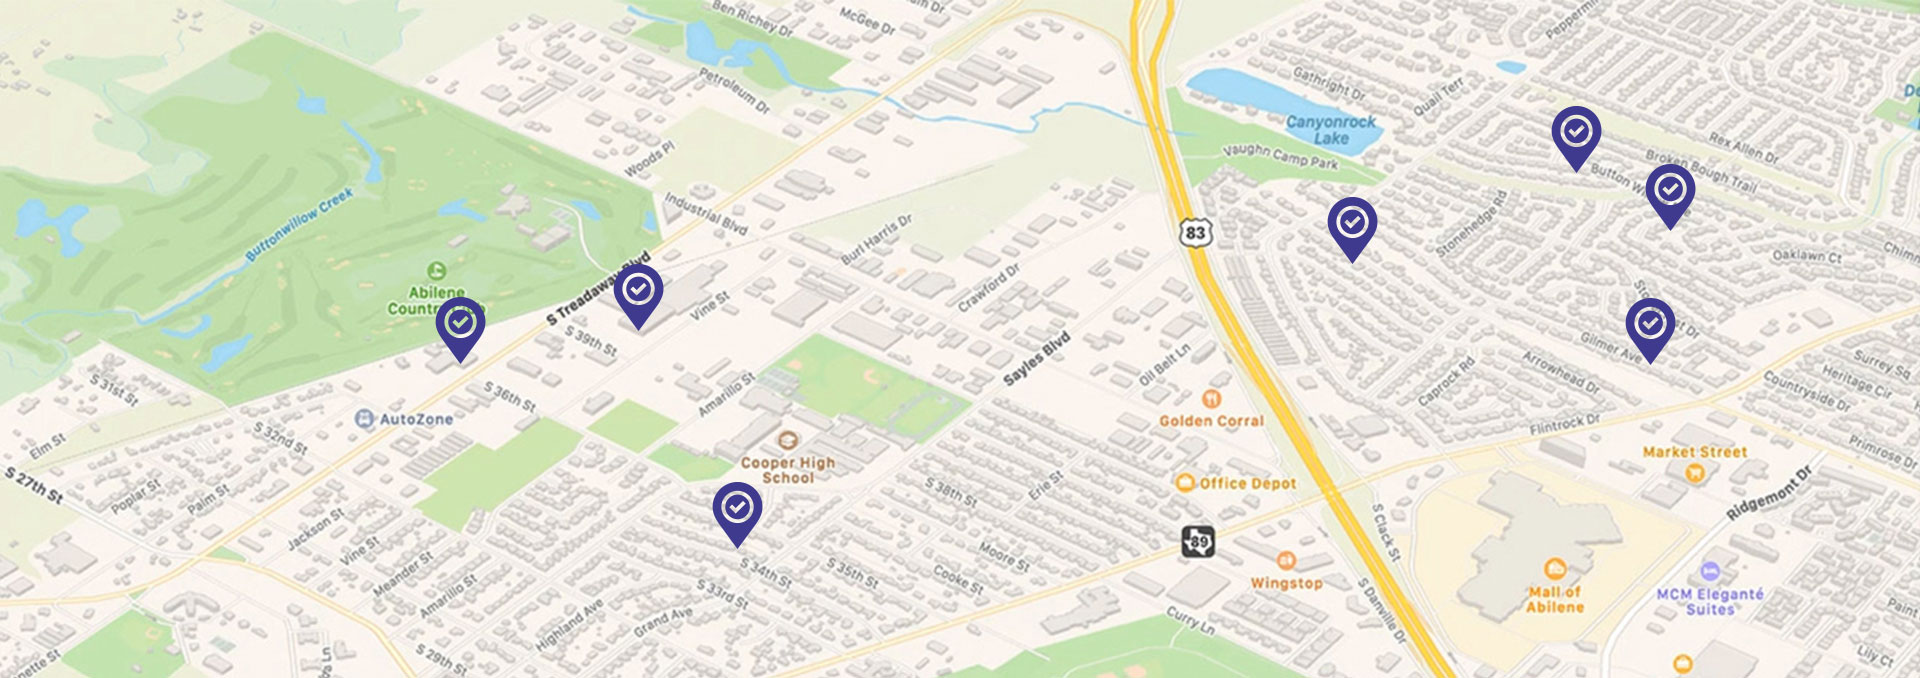 Ben Richey Dr
McGee Dr
Petroleum Dr
Woods Pl
Industrial Blvd
Buttonwillow Creek
Abilene
S Treadaway Blvd
S 39th St
Vine St
Burl Harris Dr
Crawford Dr
Sayles Blvd
Oil Belt Ln
83
Gathright Dr
Quail Terr
Canyonrock
Lake
Vaughn Camp Park
Stonehedge Rd
Rex Allen Dr
Broken Bough Trail
Button
Oaklawn Ct
Gilmer Ave
Arrowhead Dr
Caprock Rd
Surrey Sq
Heritage Cir
Countryside Dr
Primrose Dr
Flintrock Dr
S 31st St
S 36th St
AutoZone
S 32nd St
Elm St
S 27th St
Poplar St
Palm St
Jackson St
Vine St
Meander St
Amarillo St
Amarillo St
Cooper High
School
Golden Corral
Office Depot
S 38th St
Erie St
89
Wingstop
Moore St
Cooke St
S 35th St
S 34th St
S 33rd St
Grand Ave
Highland Ave
S 29th St
Curry Ln
S Clack St
S Danville Dr
Market Street
Ridgemont Dr
Mall of
Abilene
MCM Eleganté
Suites
Lily Ct